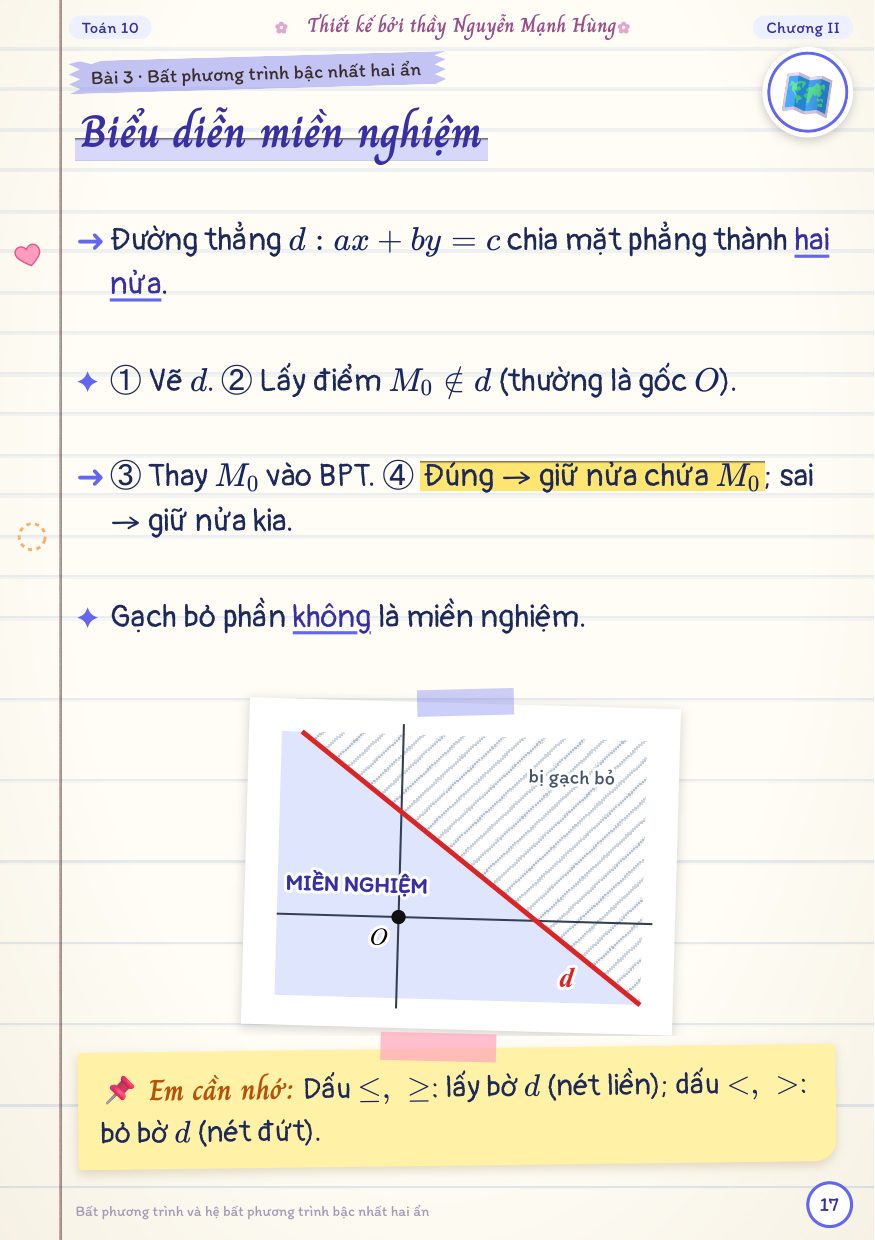 Toán 10
Thiết kế bởi thầy Nguyễn Mạnh Hùng
Chương II
Bài 3 · Bất phương trình bậc nhất hai ẩn
Biểu diễn miền nghiệm
→ Đường thẳng d : ax + by = c chia mặt phẳng thành hai
nửa.
✦ ① Vẽ d. ② Lấy điểm M₀ ∉ d (thường là gốc O).
→ ③ Thay M₀ vào BPT. ④ Đúng → giữ nửa chứa M₀; sai
→ giữ nửa kia.
✦ Gạch bỏ phần không là miền nghiệm.
bị gạch bỏ
MIỀN NGHIỆM
O
d
Em cần nhớ: Dấu ≤, ≥: lấy bờ d (nét liền); dấu <, >:
bỏ bờ d (nét đứt).
Bất phương trình và hệ bất phương trình bậc nhất hai ẩn
17